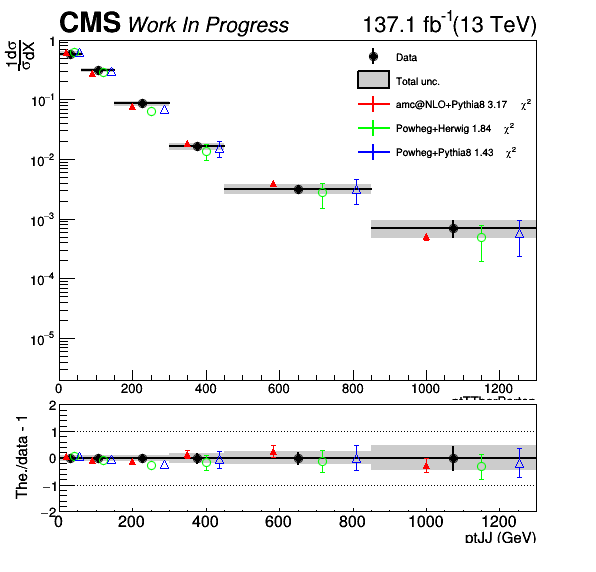 CMS Work In Progress 137.1 fb⁻¹(13 TeV)
1 dσ
σ dX
1
10⁻¹
10⁻²
10⁻³
10⁻⁴
10⁻⁵
Data
Total unc.
amc@NLO+Pythia8 3.17 χ²
Powheg+Herwig 1.84 χ²
Powheg+Pythia8 1.43 χ²
0 200 400 600 800 1000 1200
The./data - 1
2
1
0
−1
−2
0 200 400 600 800 1000 1200
ptJJ (GeV)